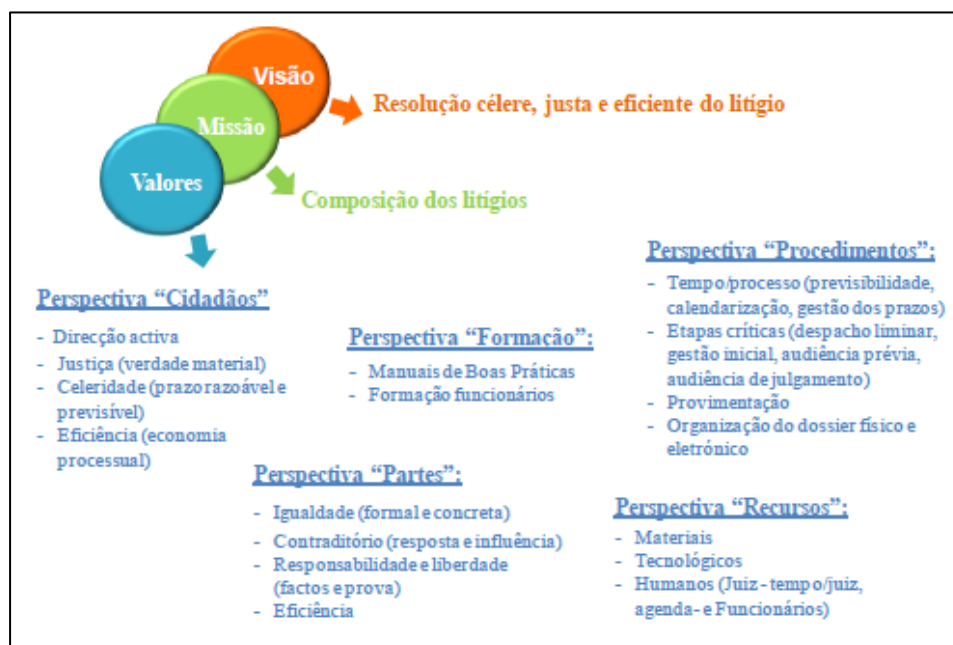 Visão
Resolução célere, justa e eficiente do litígio
Missão
Composição dos litígios
Valores
Perspectiva “Cidadãos”
- Direcção activa
- Justiça (verdade material)
- Celeridade (prazo razoável e
previsível)
- Eficiência (economia
processual)
Perspectiva “Formação”:
- Manuais de Boas Práticas
- Formação funcionários
Perspectiva “Procedimentos”:
- Tempo/processo (previsibilidade,
calendarização, gestão dos prazos)
- Etapas críticas (despacho liminar,
gestão inicial, audiência prévia,
audiência de julgamento)
- Provimentação
- Organização do dossier físico e
eletrónico
Perspectiva “Partes”:
- Igualdade (formal e concreta)
- Contraditório (resposta e influência)
- Responsabilidade e liberdade
(factos e prova)
- Eficiência
Perspectiva “Recursos”:
- Materiais
- Tecnológicos
- Humanos (Juiz - tempo/juiz,
agenda- e Funcionários)